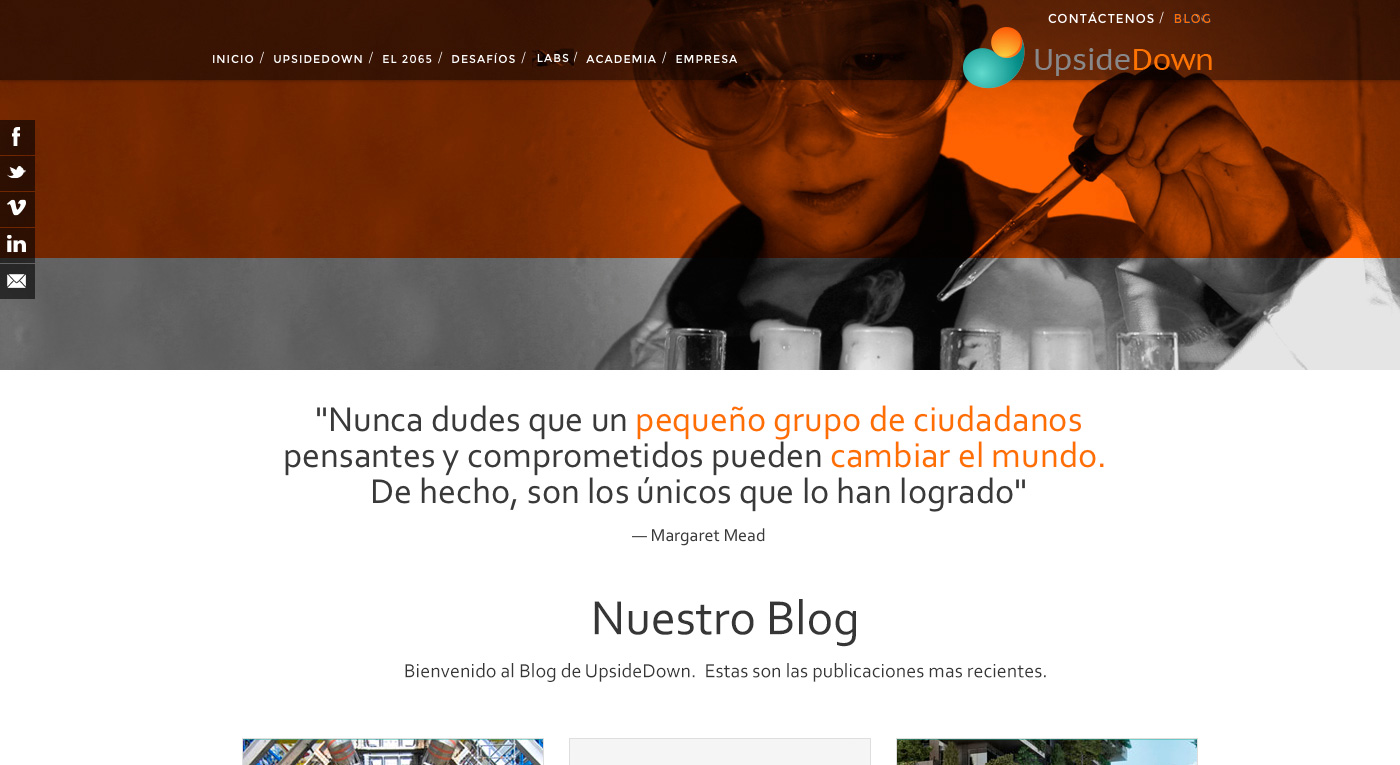 CONTÁCTENOS / BLOG
INICIO / UPSIDEDOWN / EL 2065 / DESAFÍOS / LABS / ACADEMIA / EMPRESA
UpsideDown
"Nunca dudes que un pequeño grupo de ciudadanos
pensantes y comprometidos pueden cambiar el mundo.
De hecho, son los únicos que lo han logrado"
— Margaret Mead
Nuestro Blog
Bienvenido al Blog de UpsideDown. Estas son las publicaciones mas recientes.